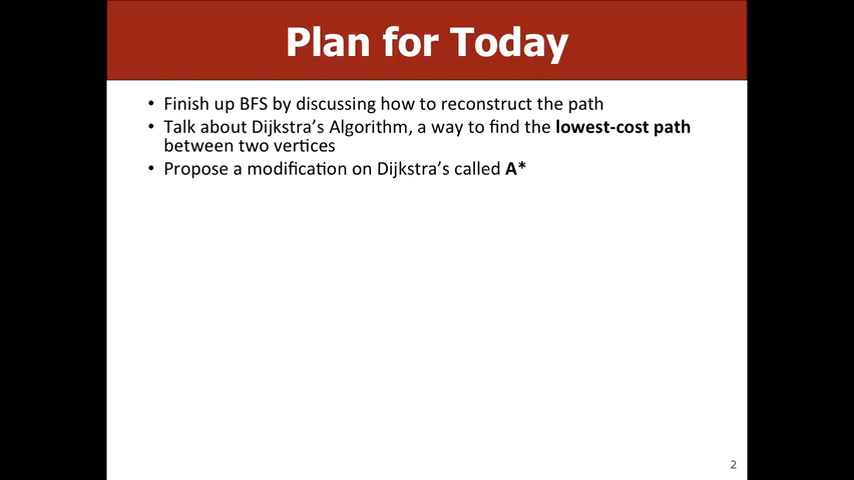 Plan for Today
• Finish up BFS by discussing how to reconstruct the path
• Talk about Dijkstra’s Algorithm, a way to find the lowest-cost path
between two vertices
• Propose a modification on Dijkstra’s called A*
2